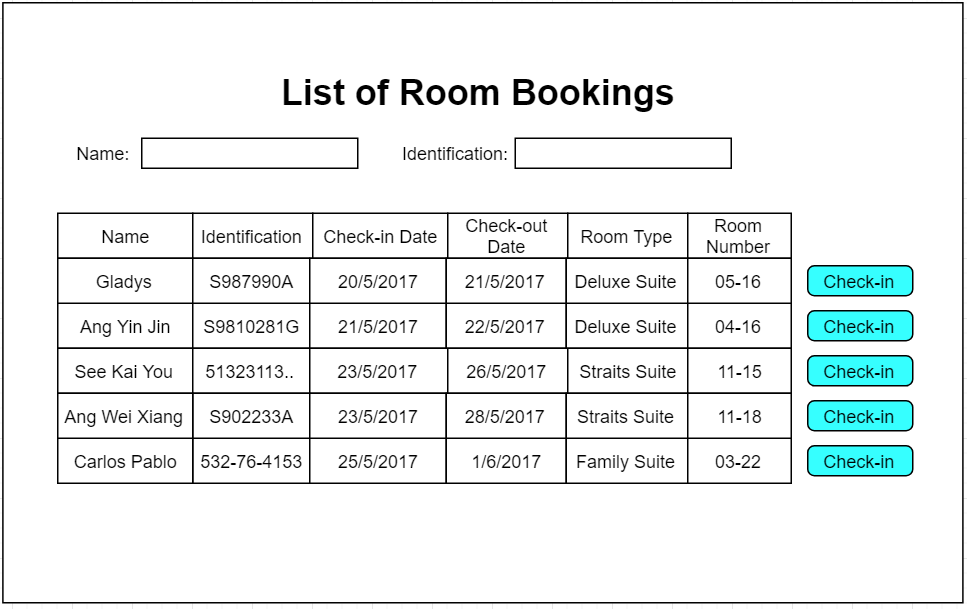 List of Room Bookings
Name: Identification:
Name Identification Check-in Date Check-out Date Room Type Room Number
Gladys S987990A 20/5/2017 21/5/2017 Deluxe Suite 05-16 Check-in
Ang Yin Jin S9810281G 21/5/2017 22/5/2017 Deluxe Suite 04-16 Check-in
See Kai You 51323113.. 23/5/2017 26/5/2017 Straits Suite 11-15 Check-in
Ang Wei Xiang S902233A 23/5/2017 28/5/2017 Straits Suite 11-18 Check-in
Carlos Pablo 532-76-4153 25/5/2017 1/6/2017 Family Suite 03-22 Check-in